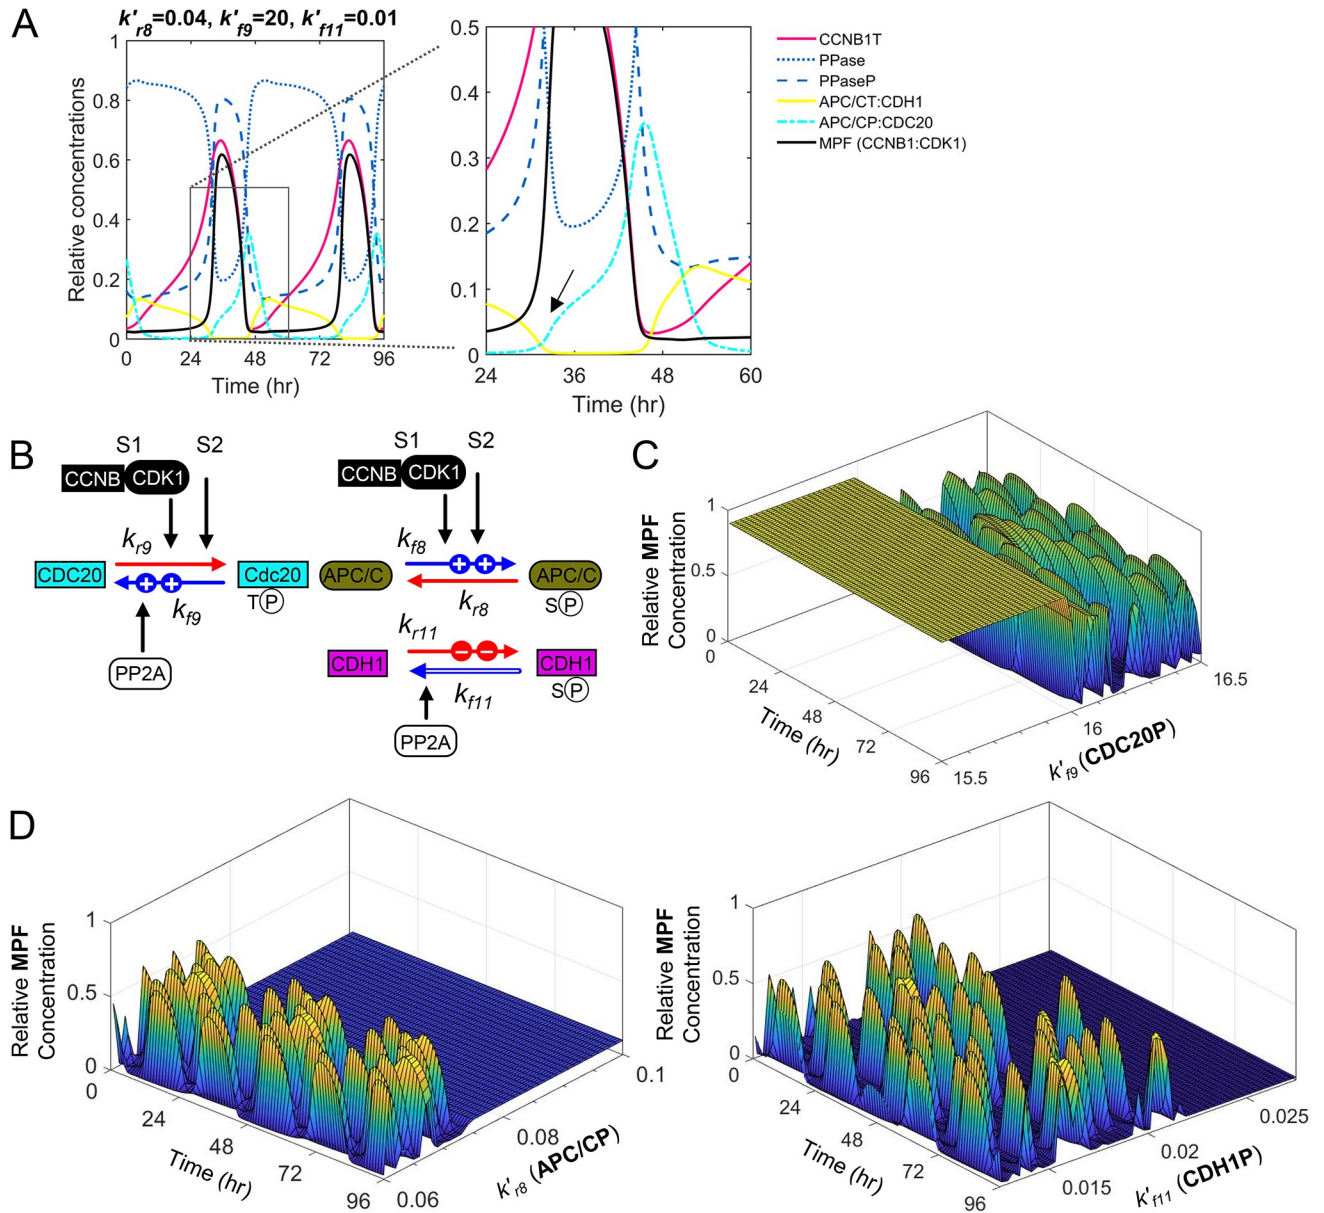 A
k′r8=0.04, k′f9=20, k′f11=0.01
Relative concentrations
1
0.8
0.6
0.4
0.2
0
0 24 48 72 96
Time (hr)
0.5
0.4
0.3
0.2
0.1
0
24 36 48 60
Time (hr)
CCNB1T
PPase
PPaseP
APC/CT:CDH1
APC/CP:CDC20
MPF (CCNB1:CDK1)
B
S1 S2
CCNB CDK1
kr9
CDC20 Cdc20
T P
kf9
PP2A
S1 S2
CCNB CDK1
kf8
APC/C APC/C
S P
kr8
kr11
CDH1 CDH1
S P
kf11
PP2A
C
Relative MPF
Concentration
1
0.5
0
0
24
48
72
96
Time (hr)
15.5
16
16.5
k′f9 (CDC20P)
D
Relative MPF
Concentration
1
0.5
0
0
24
48
72
96
Time (hr)
0.06
0.08
0.1
k′r8 (APC/CP)
Relative MPF
Concentration
1
0.5
0
0
24
48
72
96
Time (hr)
0.015
0.02
0.025
k′f11 (CDH1P)